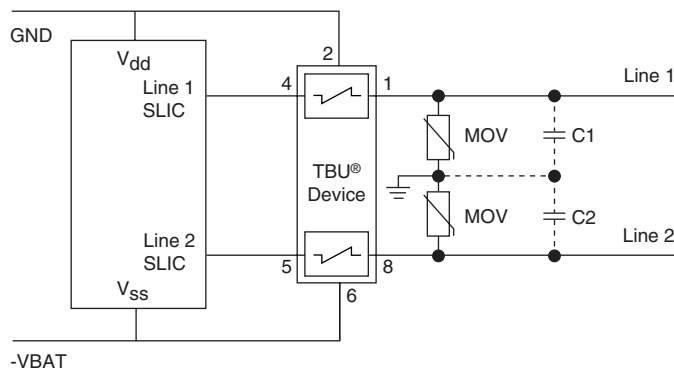 GND
Vdd
2
Line 1
SLIC
4
1
Line 1
MOV
C1
TBU®
Device
MOV
C2
Line 2
SLIC
Line 2
5
8
6
Vss
-VBAT